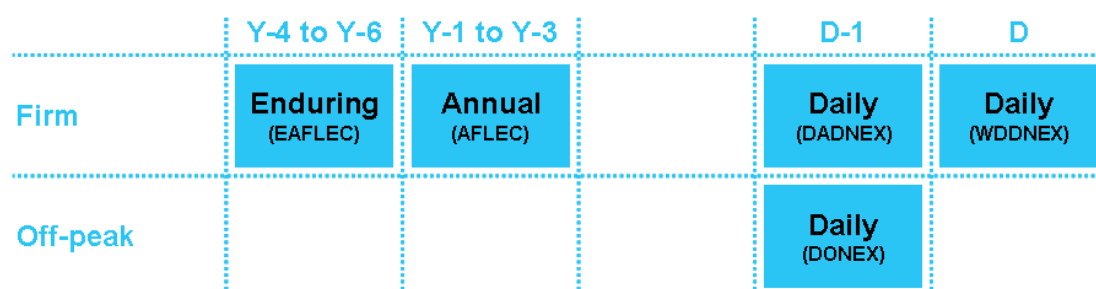 Y-4 to Y-6 Y-1 to Y-3 D-1 D
Firm
Enduring Annual Daily Daily
(EAFLEC) (AFLEC) (DADNEX) (WDDNEX)
Off-peak
Daily
(DONEX)